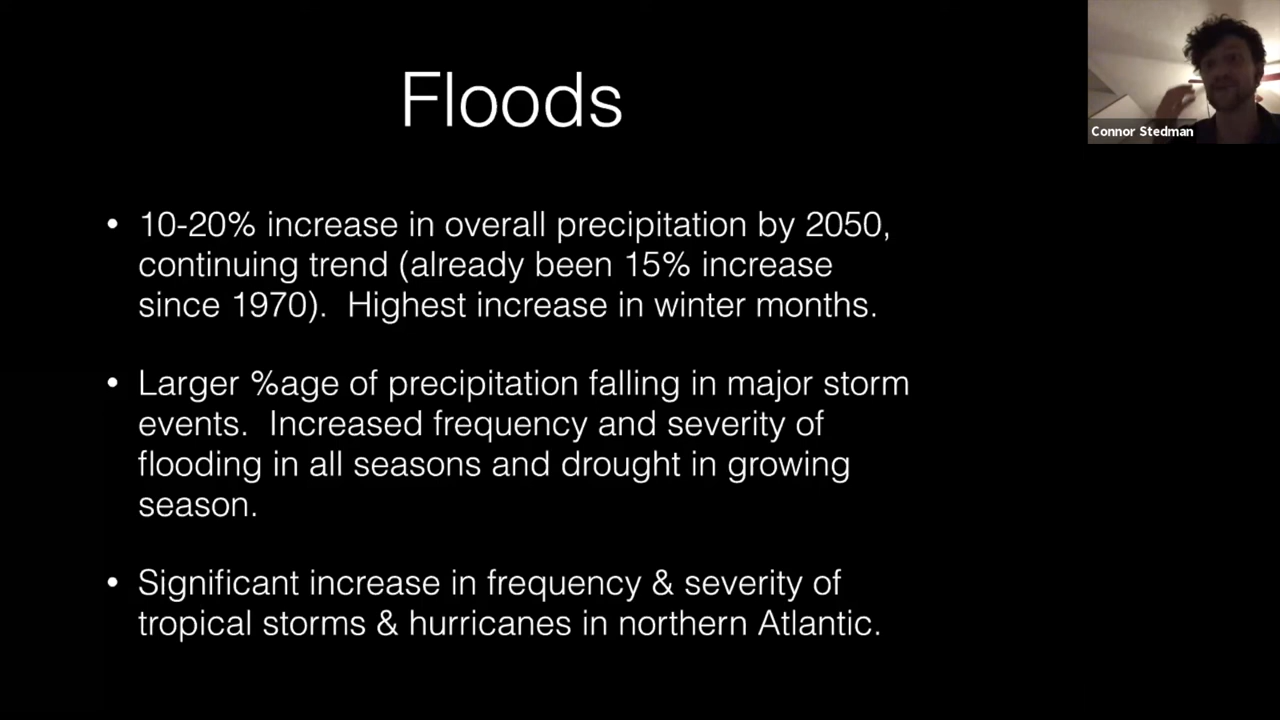 Floods
Connor Stedman
• 10-20% increase in overall precipitation by 2050,
continuing trend (already been 15% increase
since 1970).  Highest increase in winter months.
• Larger %age of precipitation falling in major storm
events.  Increased frequency and severity of
flooding in all seasons and drought in growing
season.
• Significant increase in frequency & severity of
tropical storms & hurricanes in northern Atlantic.